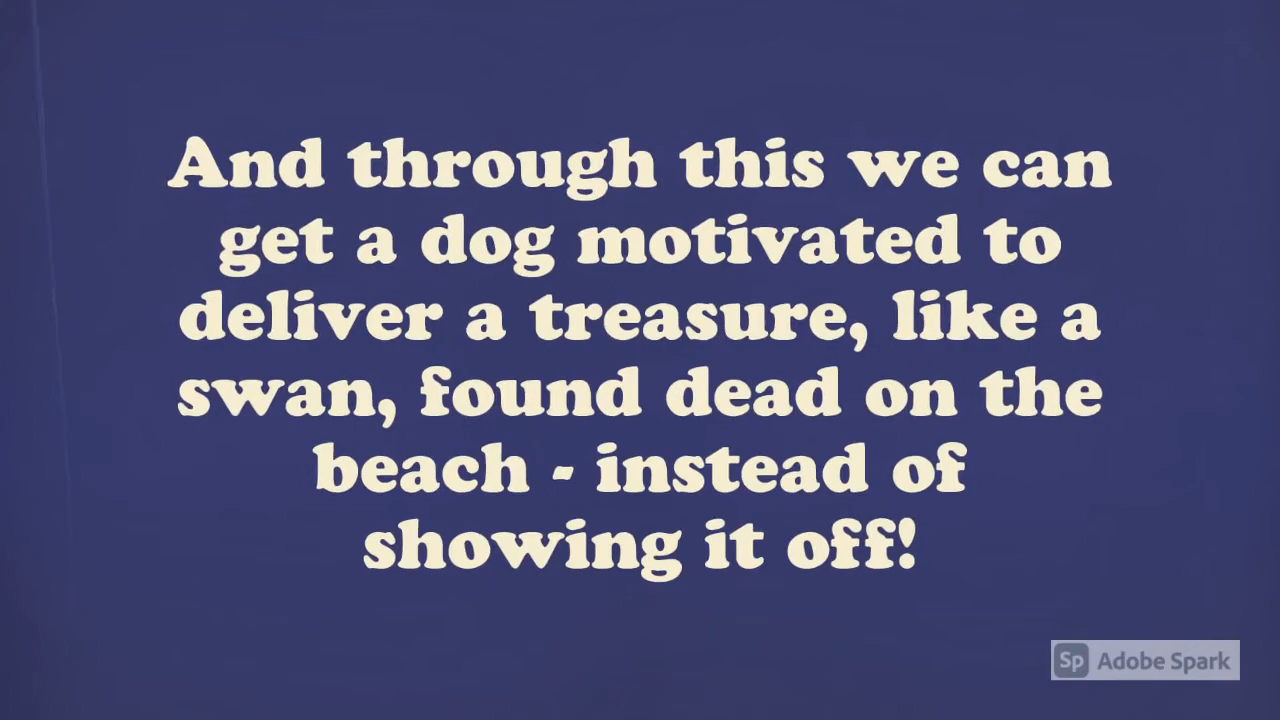 And through this we can
get a dog motivated to
deliver a treasure, like a
swan, found dead on the
beach - instead of
showing it off!
Sp Adobe Spark